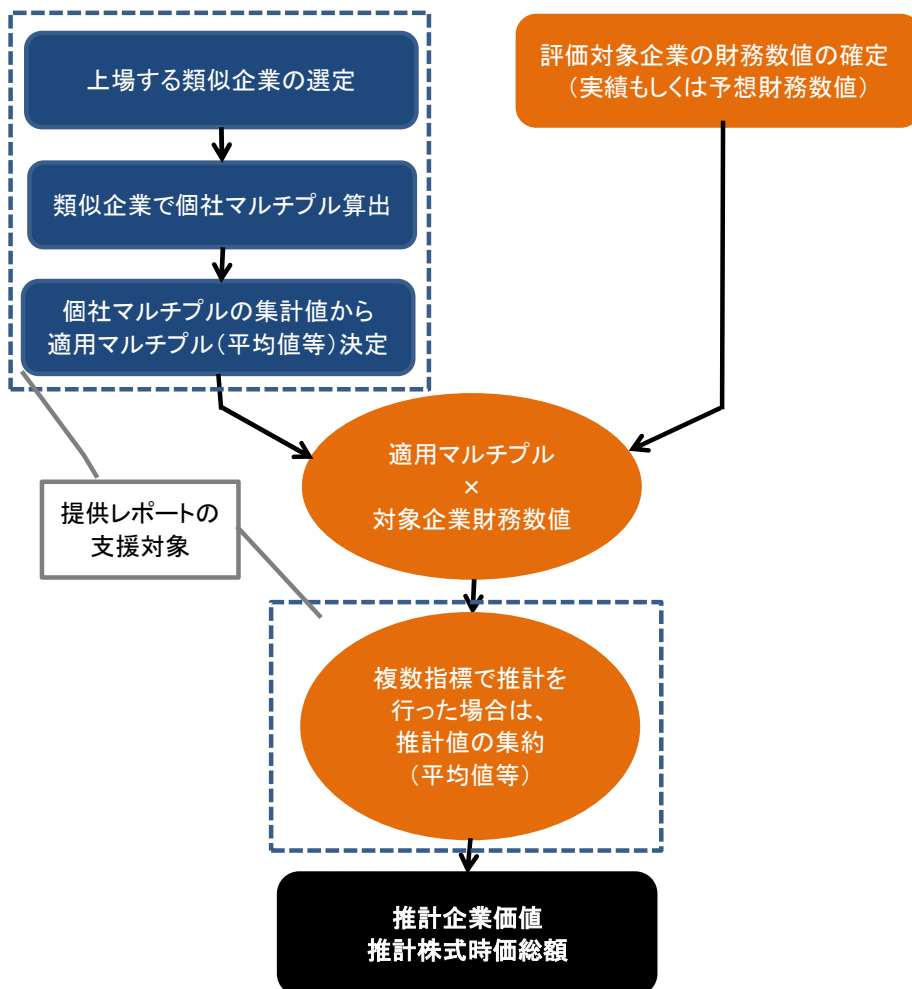 上場する類似企業の選定
評価対象企業の財務数値の確定
（実績もしくは予想財務数値）
類似企業で個社マルチプル算出
個社マルチプルの集計値から
適用マルチプル（平均値等）決定
適用マルチプル
×
対象企業財務数値
提供レポートの
支援対象
複数指標で推計を
行った場合は、
推計値の集約
（平均値等）
推計企業価値
推計株式時価総額